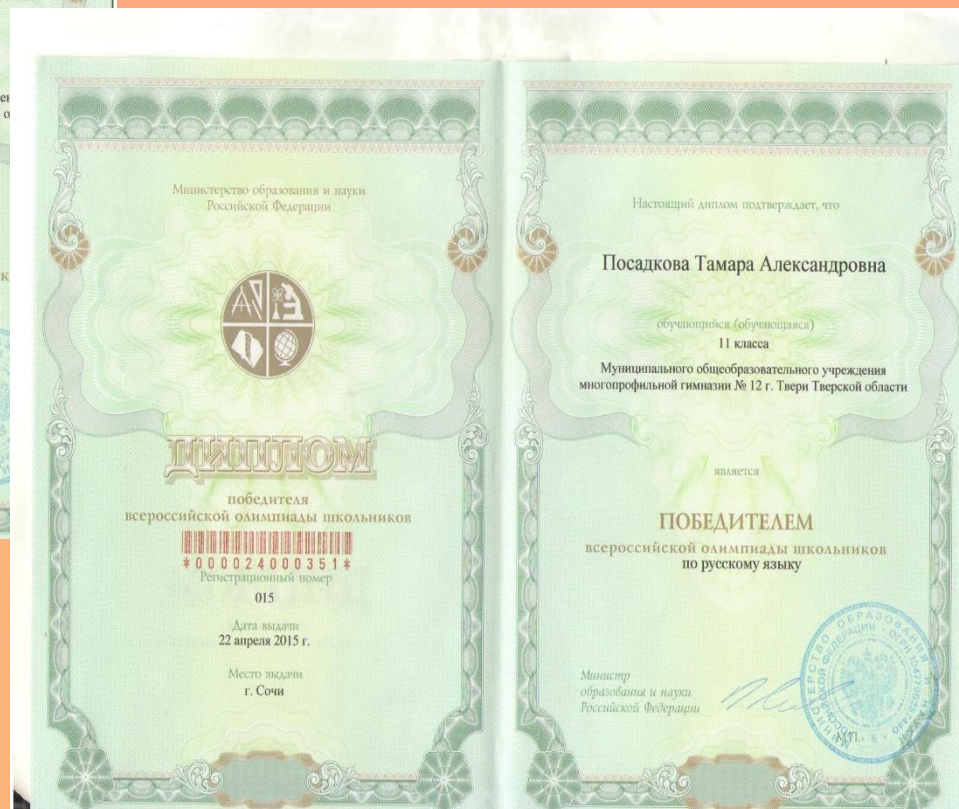 Министерство образования и науки
Российской Федерации
ДИПЛОМ
победителя
всероссийской олимпиады школьников
*000024000351*
Регистрационный номер
015
Дата выдачи
22 апреля 2015 г.
Место выдачи
г. Сочи
Настоящий диплом подтверждает, что
Посадкова Тамара Александровна
обучающийся (обучающаяся)
11 класса
Муниципального общеобразовательного учреждения
многопрофильной гимназии № 12 г. Твери Тверской области
является
ПОБЕДИТЕЛЕМ
всероссийской олимпиады школьников
по русскому языку
Министр
образования и науки
Российской Федерации
М.П.